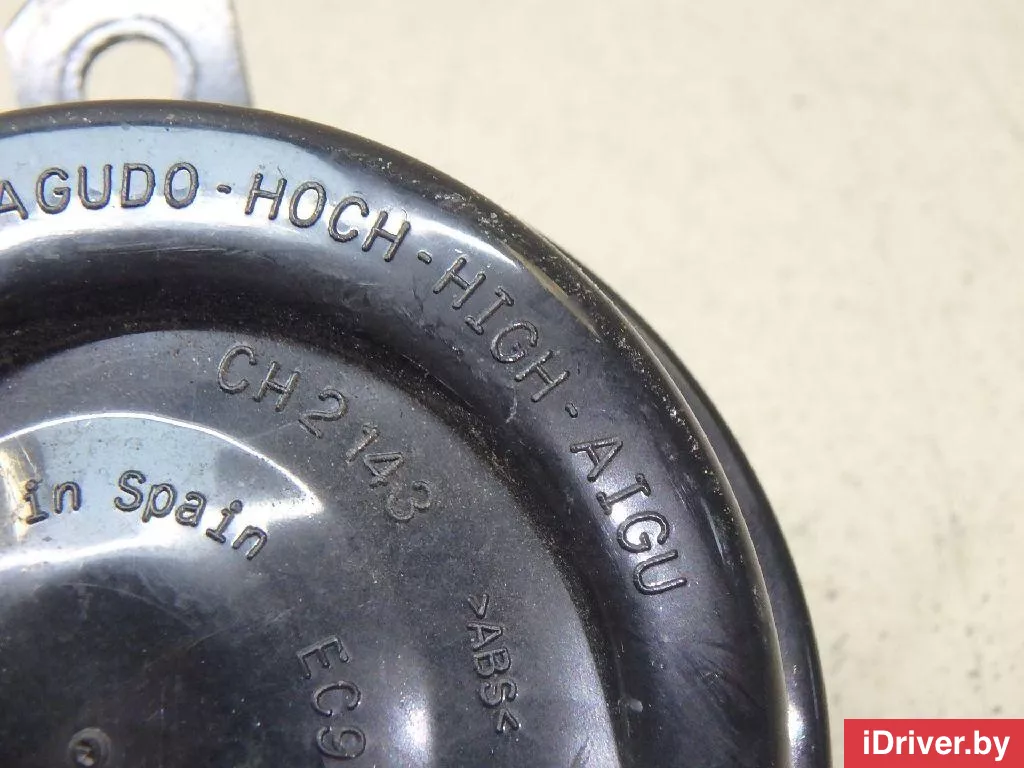 AGUDO - HOCH - HIGH - AIGU
CH2143
in Spain
>ABS<
EC9
iDriver.by